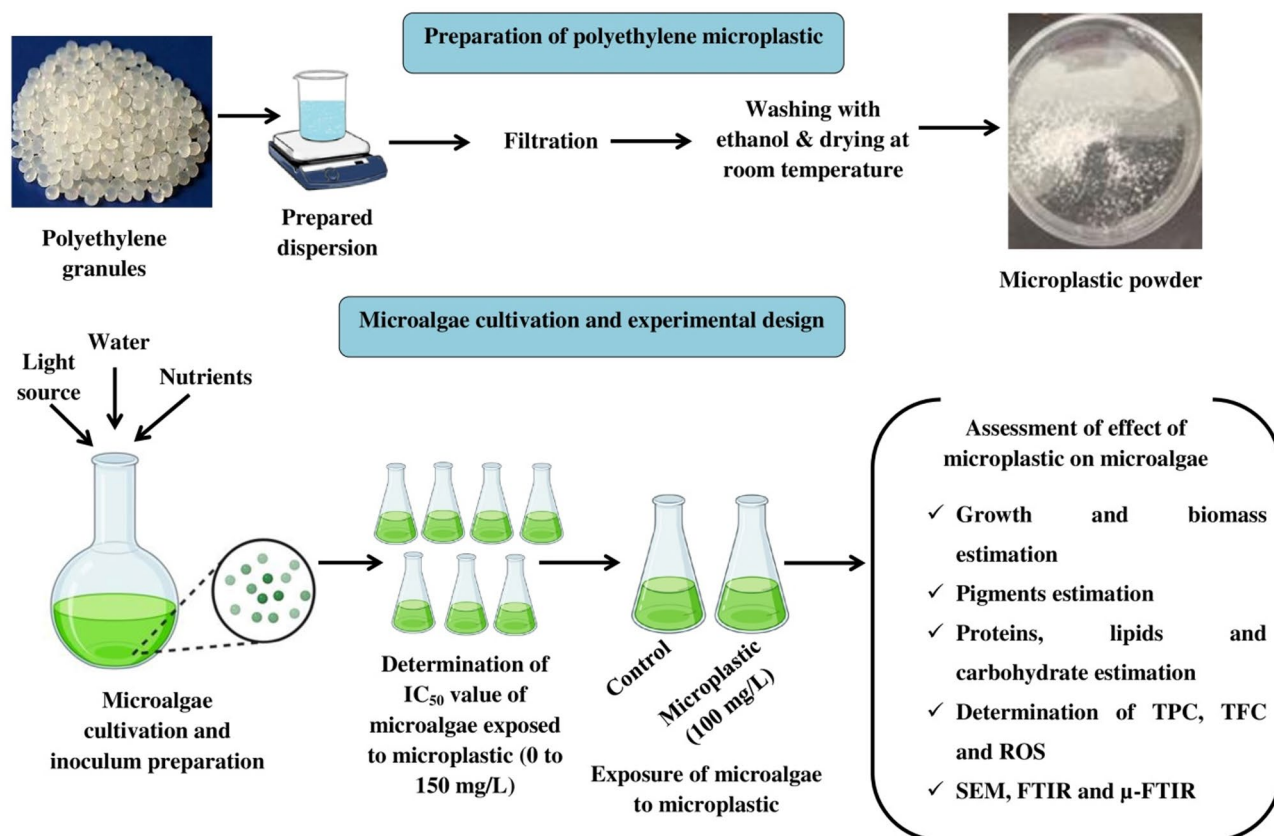 Preparation of polyethylene microplastic
Polyethylene
granules
Prepared
dispersion
Filtration
Washing with
ethanol & drying at
room temperature
Microplastic powder
Microalgae cultivation and experimental design
Light
source
Water
Nutrients
Microalgae
cultivation and
inoculum preparation
Determination of
IC₅₀ value of
microalgae exposed
to microplastic (0 to
150 mg/L)
Control
Microplastic
(100 mg/L)
Exposure of microalgae
to microplastic
Assessment of effect of
microplastic on microalgae
✓ Growth and biomass
estimation
✓ Pigments estimation
✓ Proteins, lipids and
carbohydrate estimation
✓ Determination of TPC, TFC
and ROS
✓ SEM, FTIR and µ-FTIR